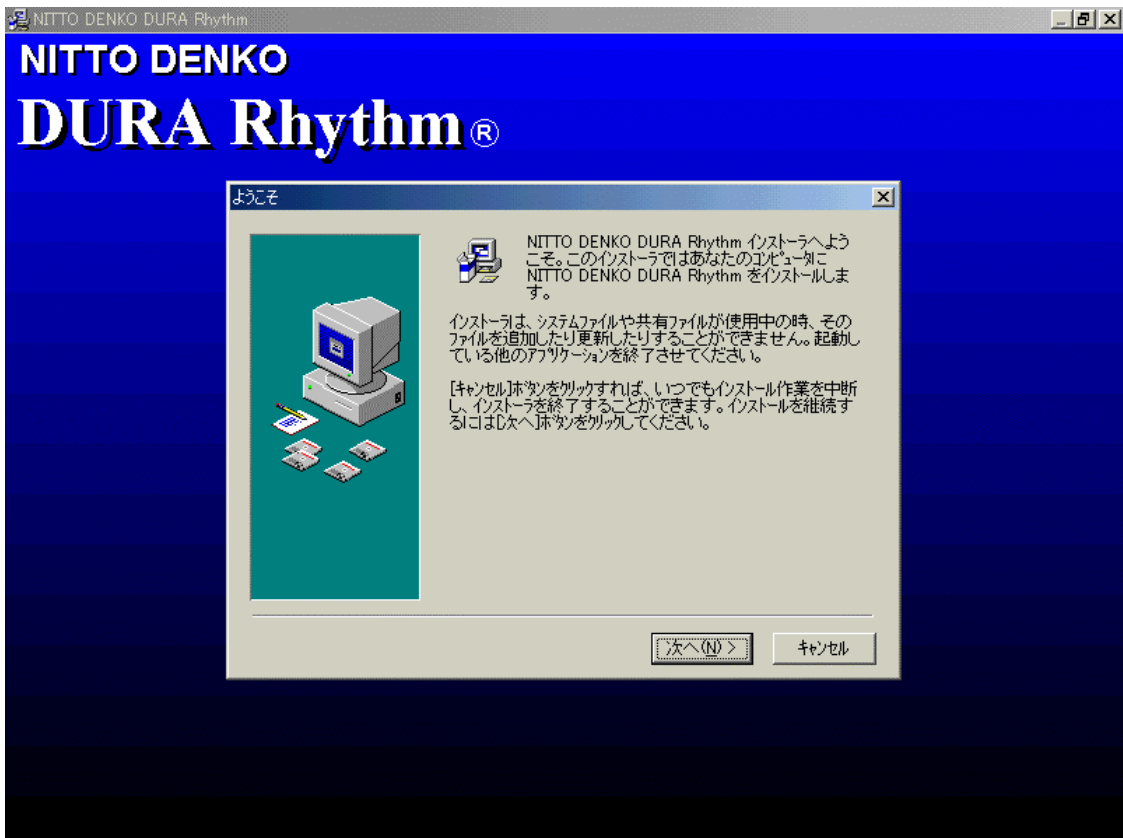 NITTO DENKO DURA Rhythm
NITTO DENKO
DURA Rhythm®
ようこそ
NITTO DENKO DURA Rhythm インストーラへよう
こそ。このインストーラではあなたのコンピュータに
NITTO DENKO DURA Rhythm をインストールしま
す。
インストーラは、システムファイルや共有ファイルが使用中の時、その
ファイルを追加したり更新したりすることができません。起動し
ている他のアプリケーションを終了させてください。
[キャンセル]ボタンをクリックすれば、いつでもインストール作業を中断
し、インストーラを終了することができます。インストールを継続す
るには[次へ]ボタンをクリックしてください。
次へ(N) >
キャンセル